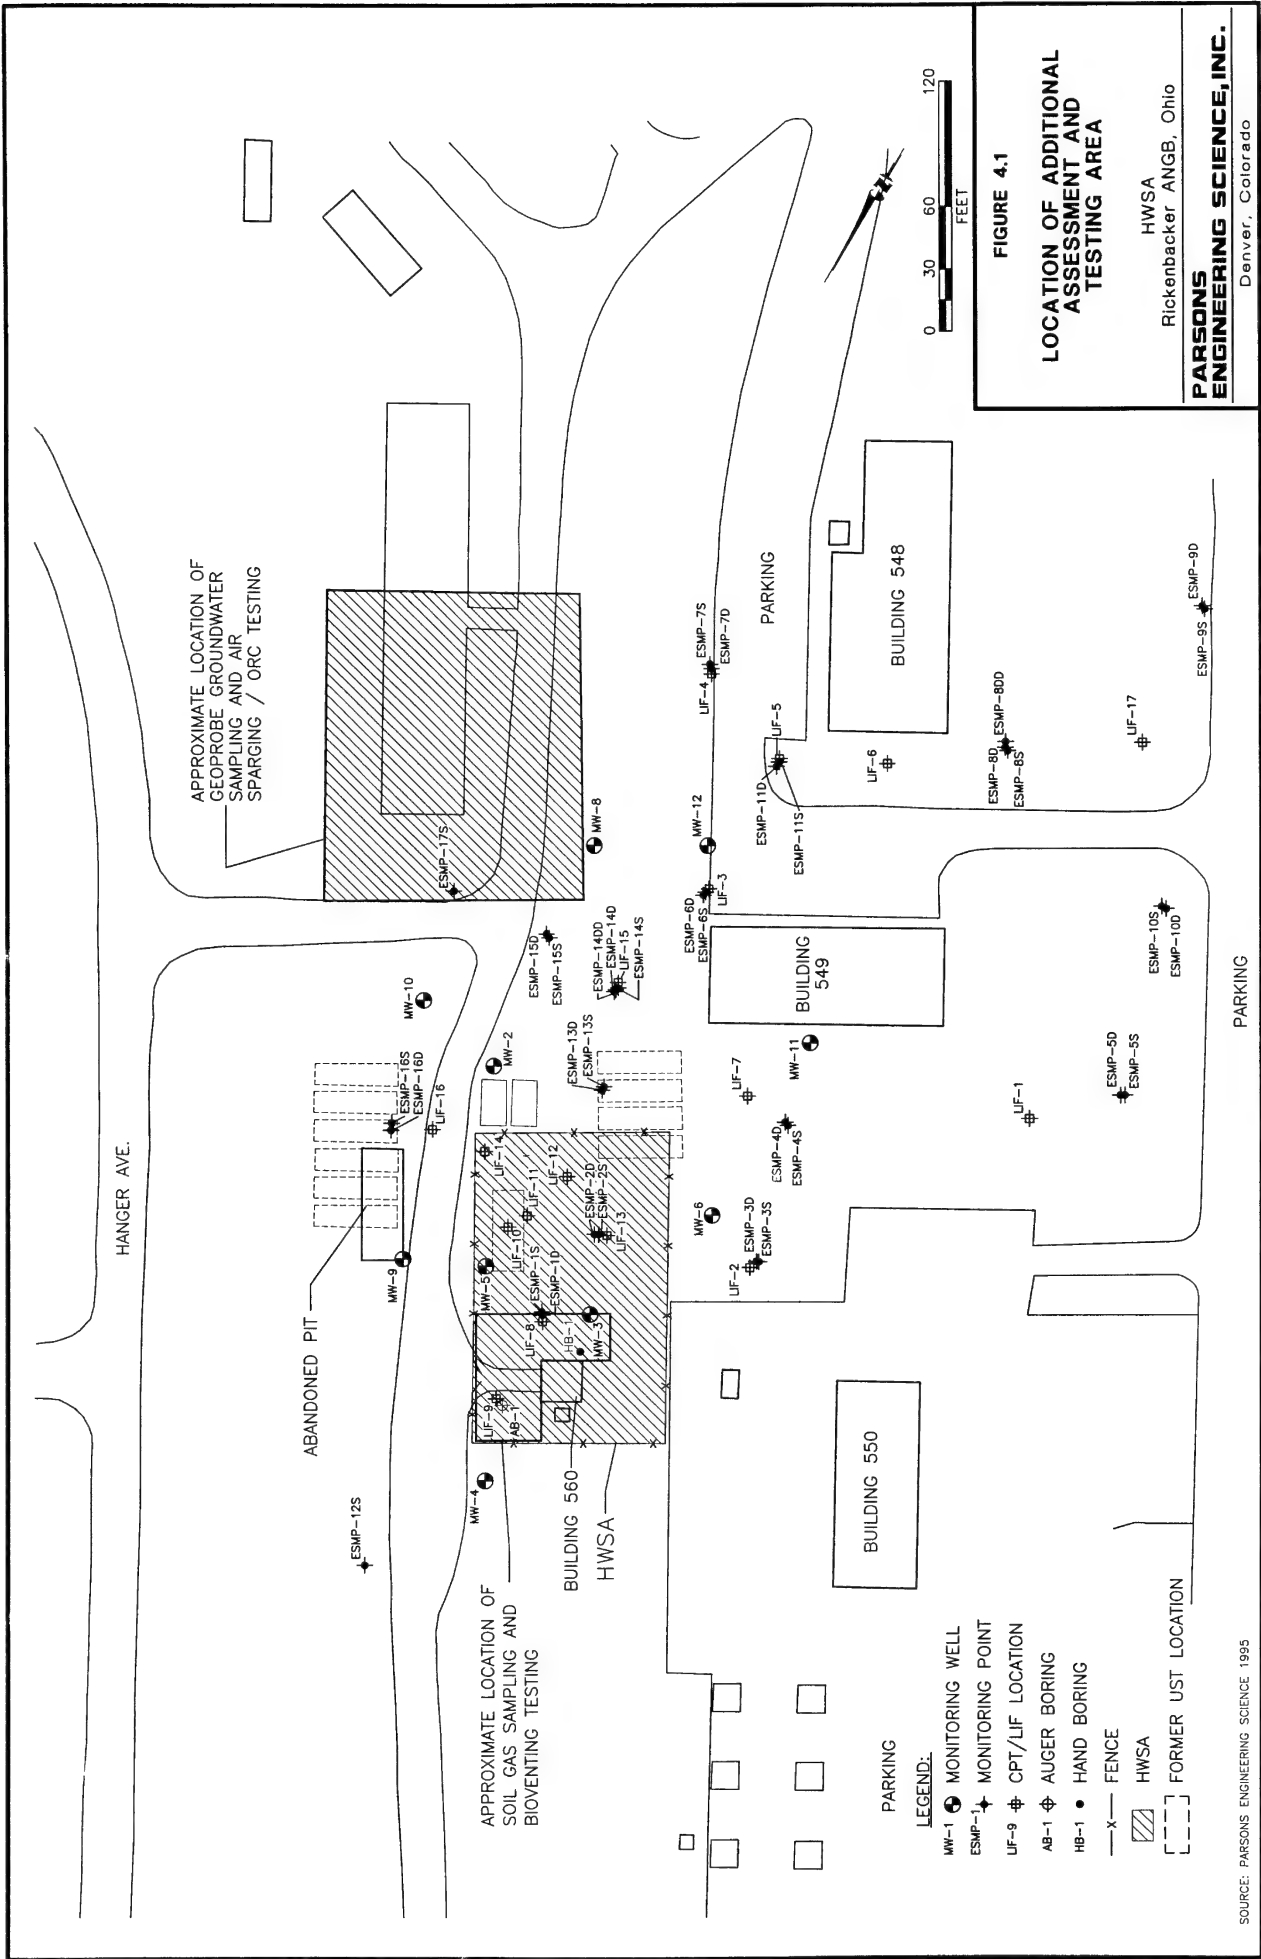 HANGER AVE.
APPROXIMATE LOCATION OF
GEOPROBE GROUNDWATER
SAMPLING AND AIR
SPARGING / ORC TESTING
ABANDONED PIT
ESMP-12S
MW-9
ESMP-16S
ESMP-16D
LIF-16
MW-10
ESMP-17S
MW-4
MW-5
MW-2
LIF-14
LIF-9
AB-1
LIF-10
LIF-11
LIF-12
ESMP-1S
ESMP-1D
LIF-8
HB-1
MW-3
ESMP-2D
ESMP-2S
LIF-13
ESMP-13D
ESMP-13S
ESMP-15D
ESMP-15S
ESMP-14DD
ESMP-14D
LIF-15
ESMP-14S
MW-8
APPROXIMATE LOCATION OF
SOIL GAS SAMPLING AND
BIOVENTING TESTING
BUILDING 560
HWSA
MW-6
LIF-2
ESMP-3D
ESMP-3S
LIF-7
ESMP-4D
ESMP-4S
MW-11
ESMP-6D
ESMP-6S
LIF-3
MW-12
LIF-4
ESMP-7S
ESMP-7D
PARKING
ESMP-11D
ESMP-11S
LIF-5
LIF-6
BUILDING
549
BUILDING 548
BUILDING 550
LIF-1
ESMP-5D
ESMP-5S
ESMP-8D
ESMP-8DD
ESMP-8S
LIF-17
ESMP-10S
ESMP-10D
ESMP-9S
ESMP-9D
PARKING
PARKING
LEGEND:
MW-1 MONITORING WELL
ESMP-1 MONITORING POINT
LIF-9 CPT/LIF LOCATION
AB-1 AUGER BORING
HB-1 HAND BORING
X FENCE
HWSA
FORMER UST LOCATION
SOURCE: PARSONS ENGINEERING SCIENCE 1995
0 30 60 120
FEET
FIGURE 4.1
LOCATION OF ADDITIONAL
ASSESSMENT AND
TESTING AREA
HWSA
Rickenbacker ANGB, Ohio
PARSONS
ENGINEERING SCIENCE, INC.
Denver, Colorado